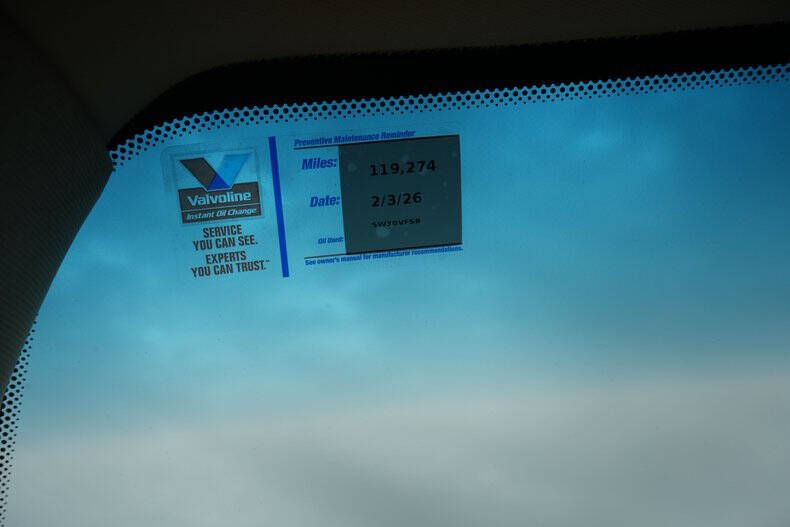 Valvoline
Instant Oil Change
SERVICE
YOU CAN SEE.
EXPERTS
YOU CAN TRUST.™
Preventive Maintenance Reminder
Miles: 119,274
Date: 2/3/26
Oil Used: 5W30VFSB
See owner's manual for manufacturer recommendations.